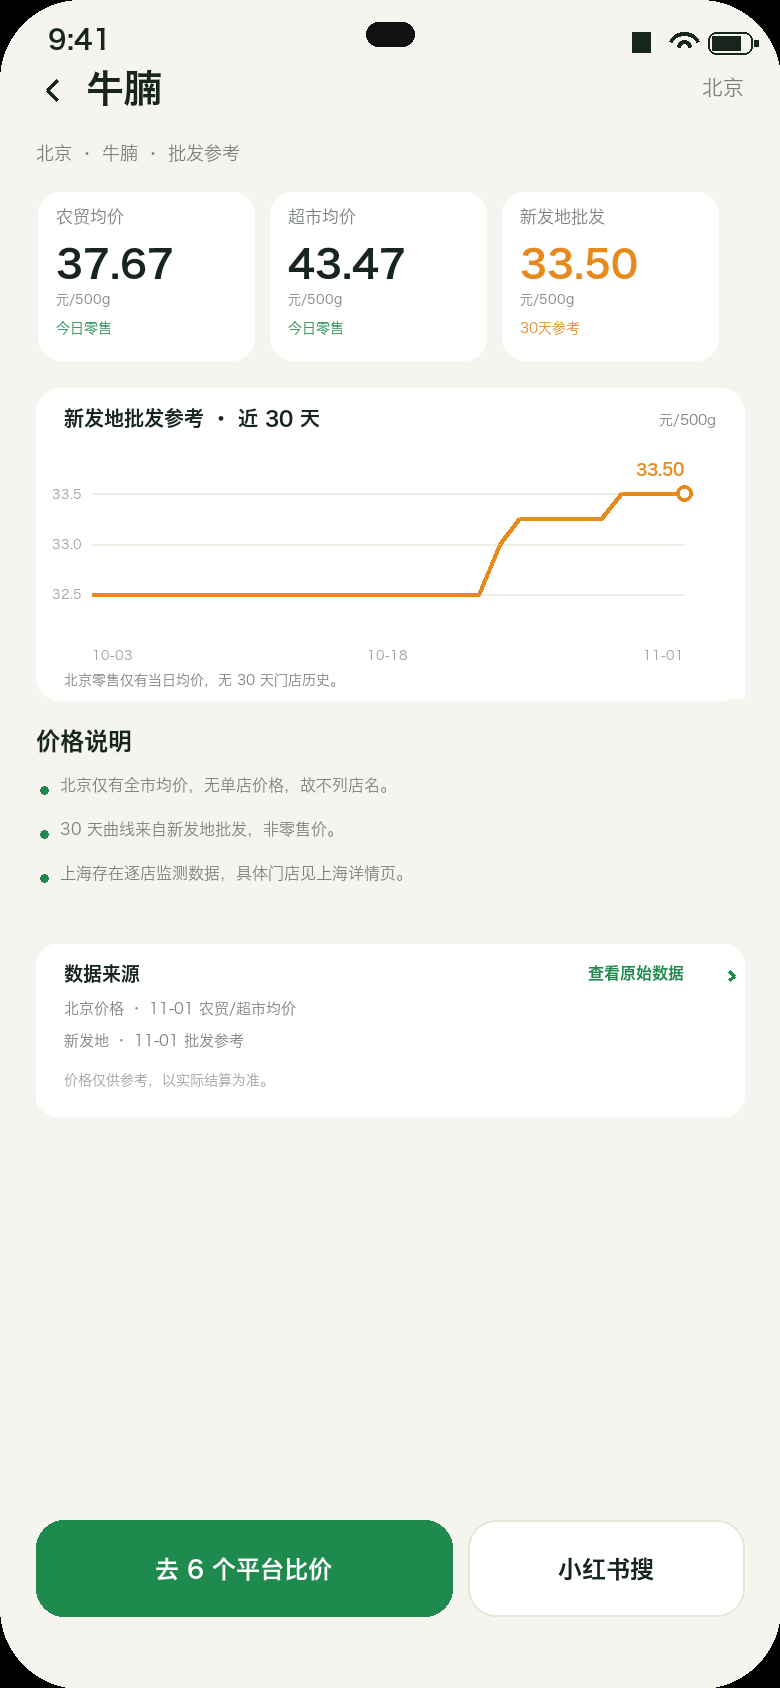 9:41
牛腩
北京
北京 · 牛腩 · 批发参考
农贸均价
37.67
元/500g
今日零售
超市均价
43.47
元/500g
今日零售
新发地批发
33.50
元/500g
30天参考
新发地批发参考 · 近 30 天
元/500g
33.50
33.5
33.0
32.5
10-03 10-18 11-01
北京零售仅有当日均价，无 30 天门店历史。
价格说明
北京仅有全市均价，无单店价格，故不列店名。
30 天曲线来自新发地批发，非零售价。
上海存在逐店监测数据，具体门店见上海详情页。
数据来源
查看原始数据
北京价格 · 11-01 农贸/超市均价
新发地 · 11-01 批发参考
价格仅供参考，以实际结算为准。
去 6 个平台比价
小红书搜